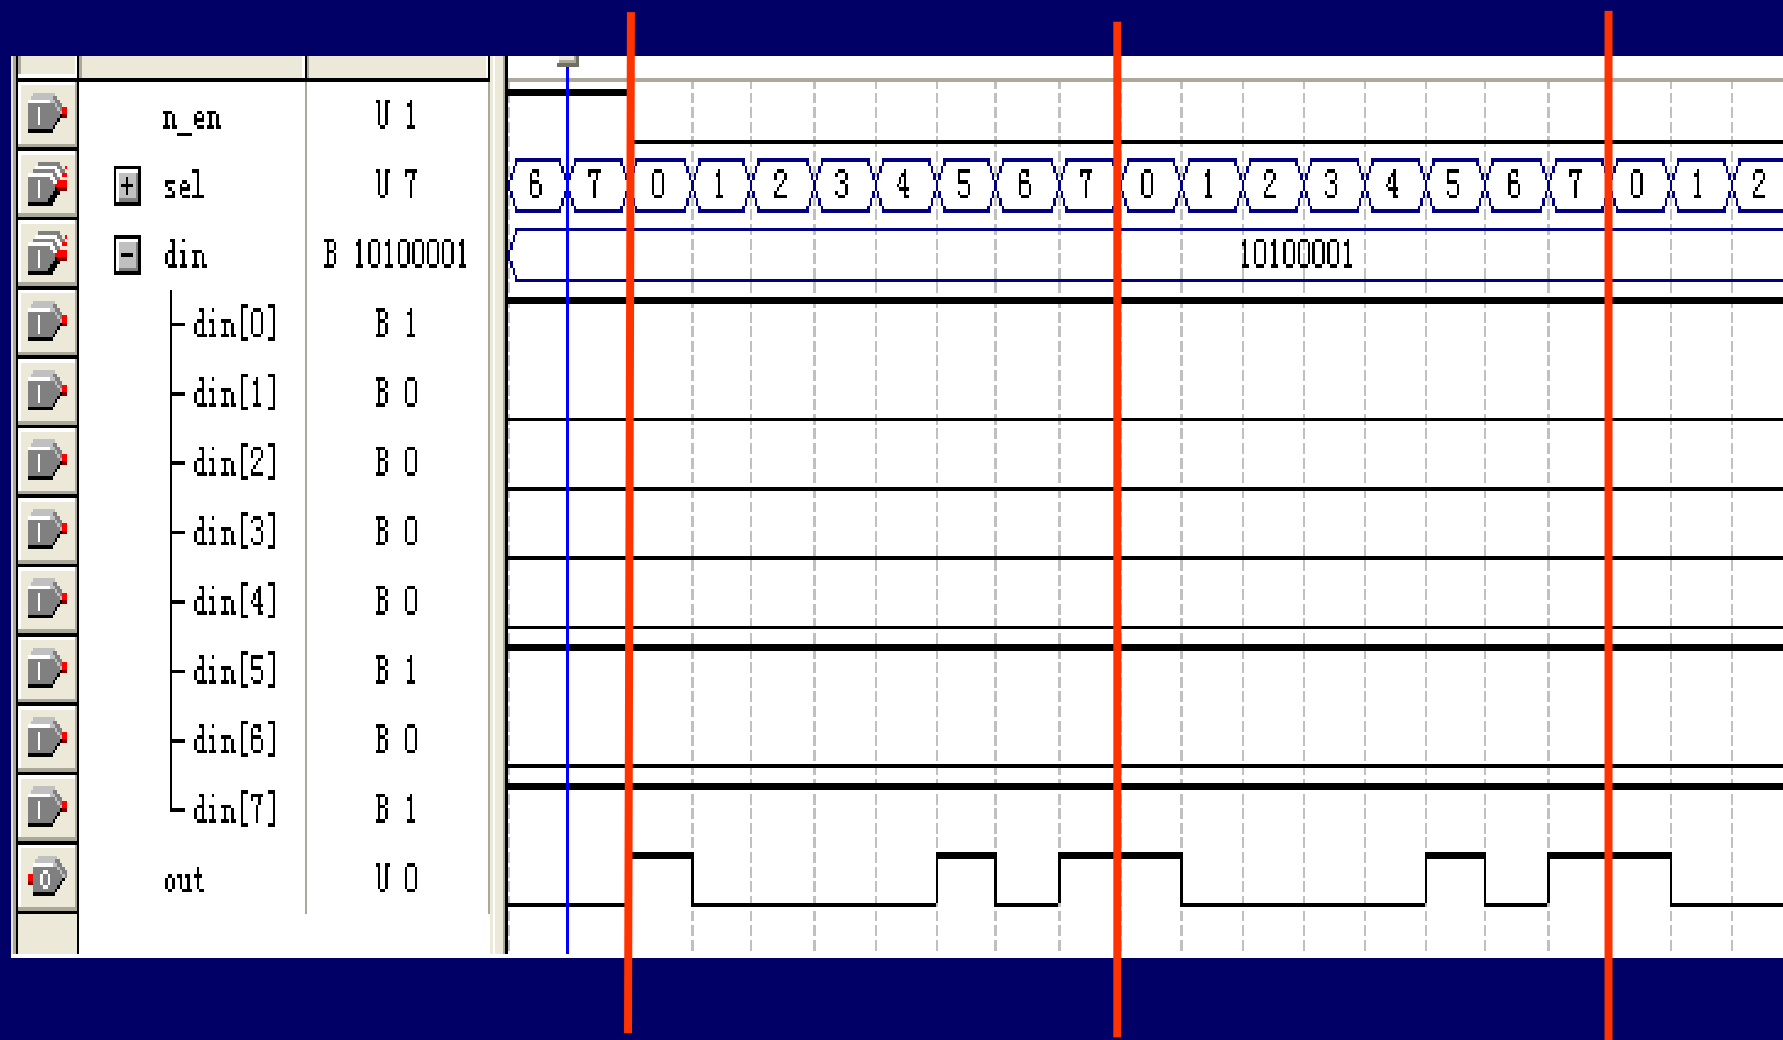 n_en U 1
sel U 7 6 7 0 1 2 3 4 5 6 7 0 1 2 3 4 5 6 7 0 1 2
din B 10100001 10100001
din[0] B 1
din[1] B 0
din[2] B 0
din[3] B 0
din[4] B 0
din[5] B 1
din[6] B 0
din[7] B 1
out U 0